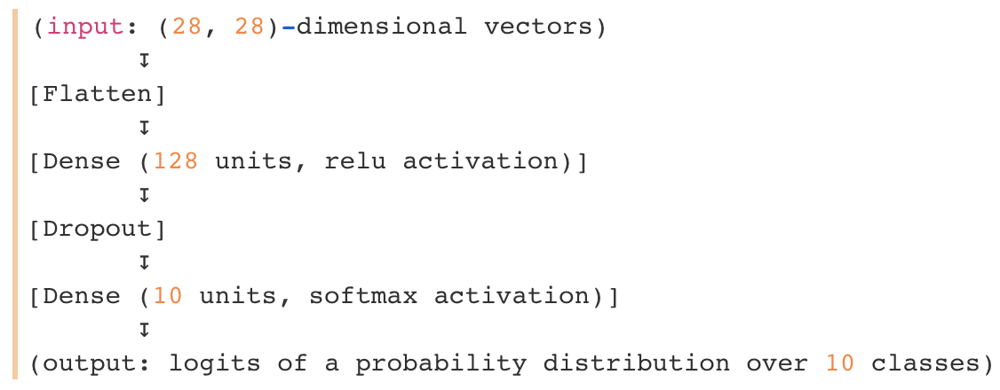 (input: (28, 28)-dimensional vectors)
↧
[Flatten]
↧
[Dense (128 units, relu activation)]
↧
[Dropout]
↧
[Dense (10 units, softmax activation)]
↧
(output: logits of a probability distribution over 10 classes)